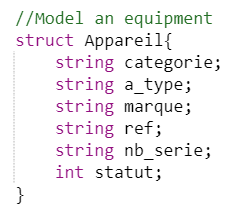 //Model an equipment
struct Appareil{
    string categorie;
    string a_type;
    string marque;
    string ref;
    string nb_serie;
    int statut;
}